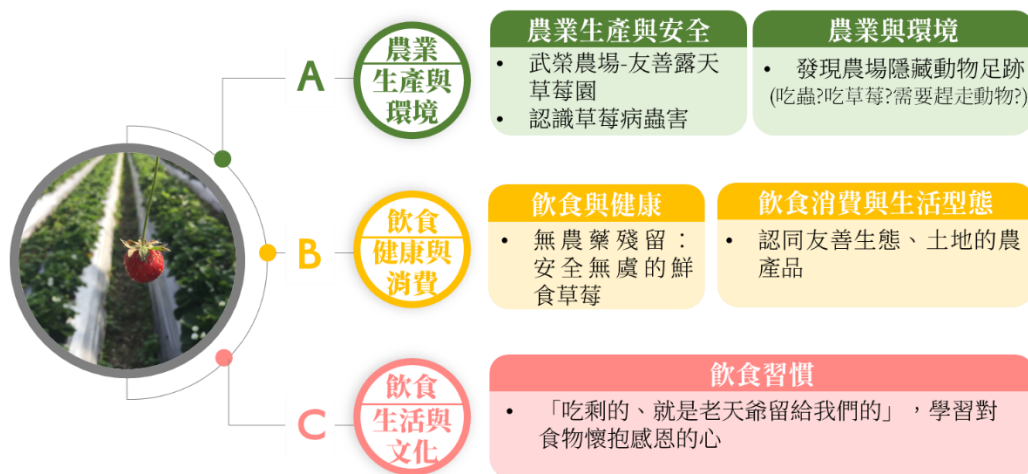 A
農業
生產與
環境
農業生產與安全
• 武榮農場-友善露天
草莓園
• 認識草莓病蟲害
農業與環境
• 發現農場隱藏動物足跡
(吃蟲?吃草莓?需要趕走動物?)
B
飲食
健康與
消費
飲食與健康
• 無農藥殘留：
安全無虞的鮮
食草莓
飲食消費與生活型態
• 認同友善生態、土地的農
產品
C
飲食
生活與
文化
飲食習慣
• 「吃剩的、就是老天爺留給我們的」，學習對
食物懷抱感恩的心